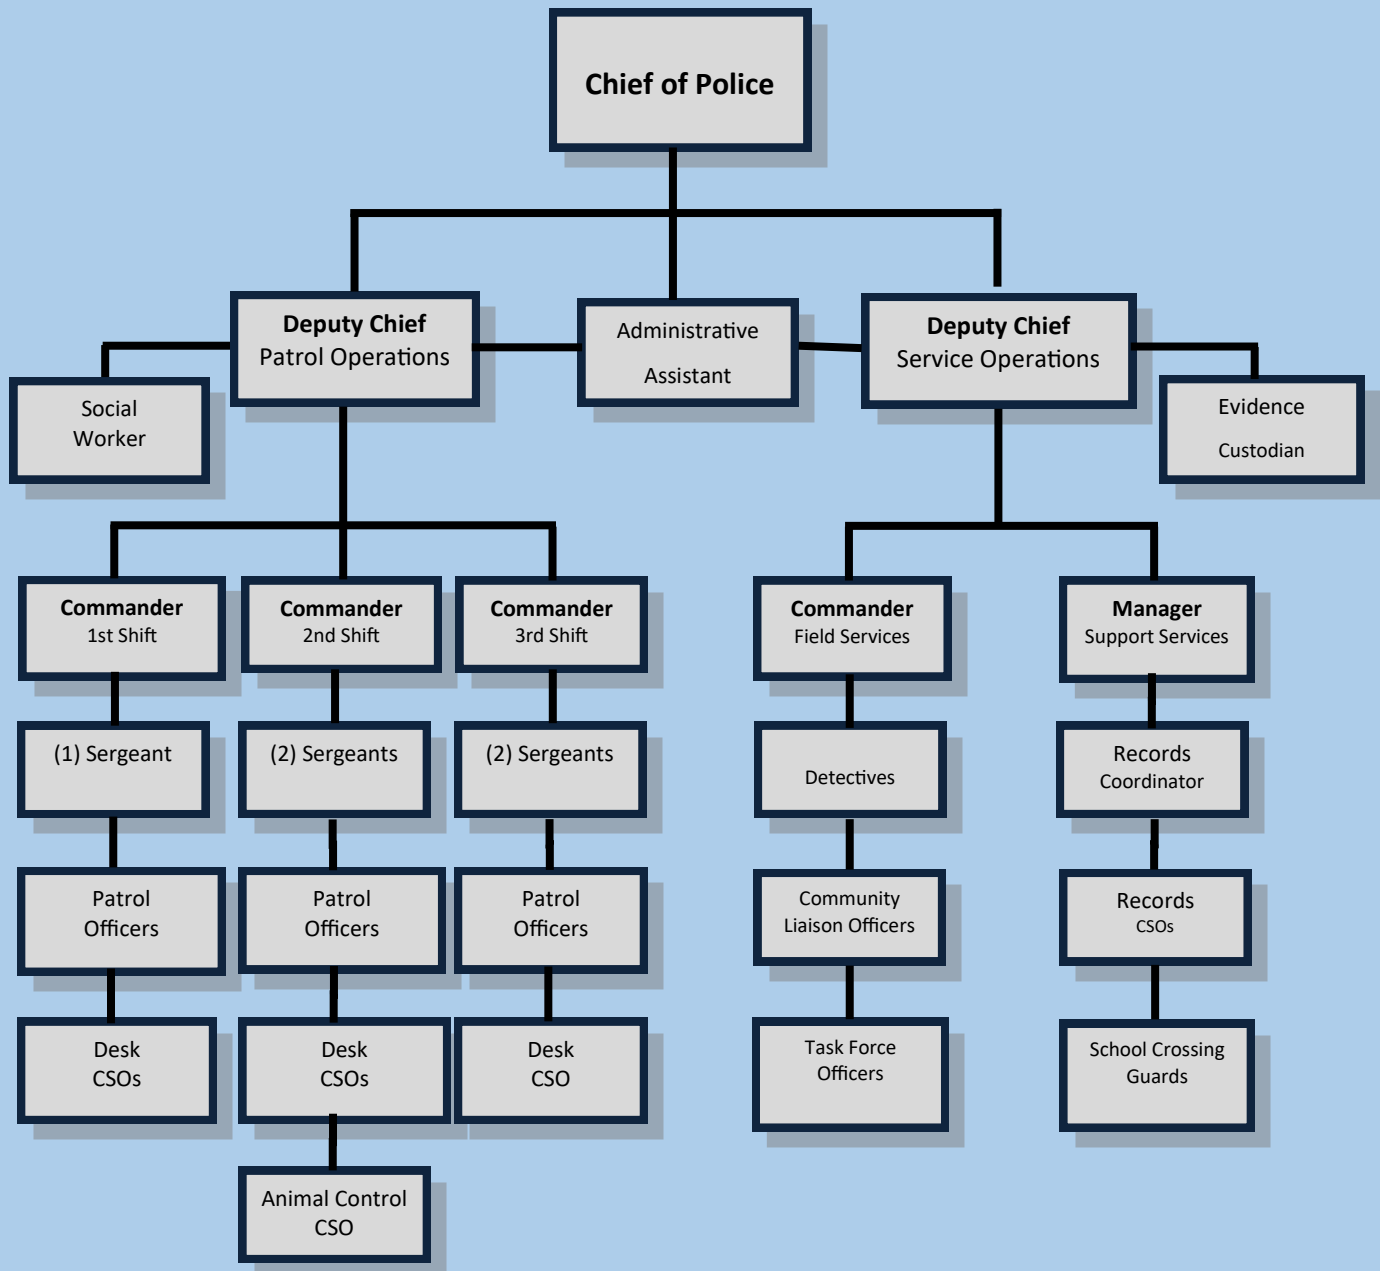 Chief of Police
Deputy Chief
Patrol Operations
Administrative
Assistant
Deputy Chief
Service Operations
Social
Worker
Evidence
Custodian
Commander
1st Shift
Commander
2nd Shift
Commander
3rd Shift
Commander
Field Services
Manager
Support Services
(1) Sergeant
(2) Sergeants
(2) Sergeants
Detectives
Records
Coordinator
Patrol
Officers
Patrol
Officers
Patrol
Officers
Community
Liaison Officers
Records
CSOs
Desk
CSOs
Desk
CSOs
Desk
CSO
Task Force
Officers
School Crossing
Guards
Animal Control
CSO